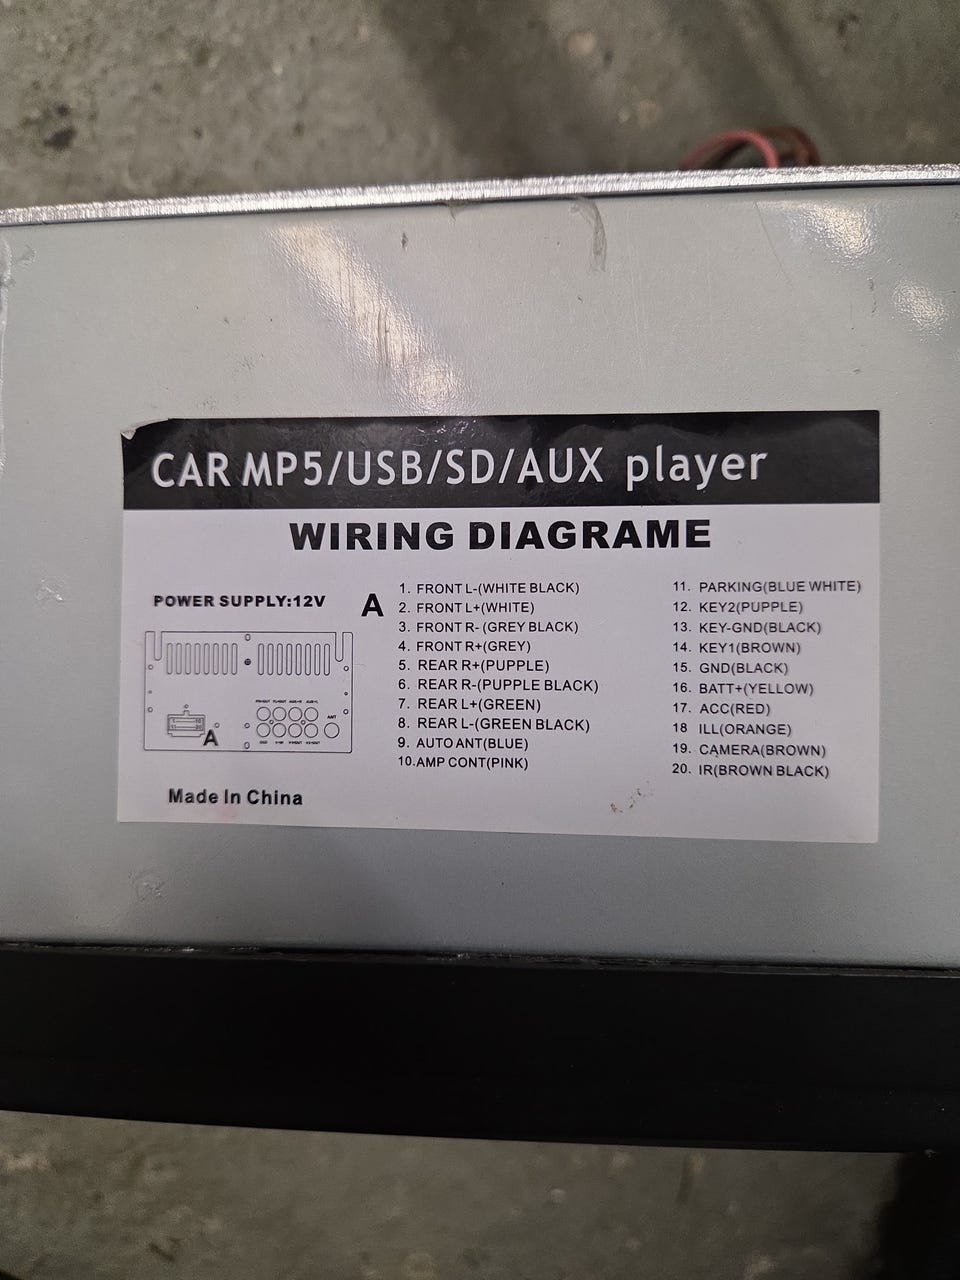 CAR MP5/USB/SD/AUX player
WIRING DIAGRAME
POWER SUPPLY:12V
A
1. FRONT L-(WHITE BLACK)
2. FRONT L+(WHITE)
3. FRONT R- (GREY BLACK)
4. FRONT R+(GREY)
5. REAR R+(PUPPLE)
6. REAR R-(PUPPLE BLACK)
7. REAR L+(GREEN)
8. REAR L-(GREEN BLACK)
9. AUTO ANT(BLUE)
10.AMP CONT(PINK)
11. PARKING(BLUE WHITE)
12. KEY2(PUPPLE)
13. KEY-GND(BLACK)
14. KEY1(BROWN)
15. GND(BLACK)
16. BATT+(YELLOW)
17. ACC(RED)
18 ILL(ORANGE)
19. CAMERA(BROWN)
20. IR(BROWN BLACK)
ANT
A
Made In China